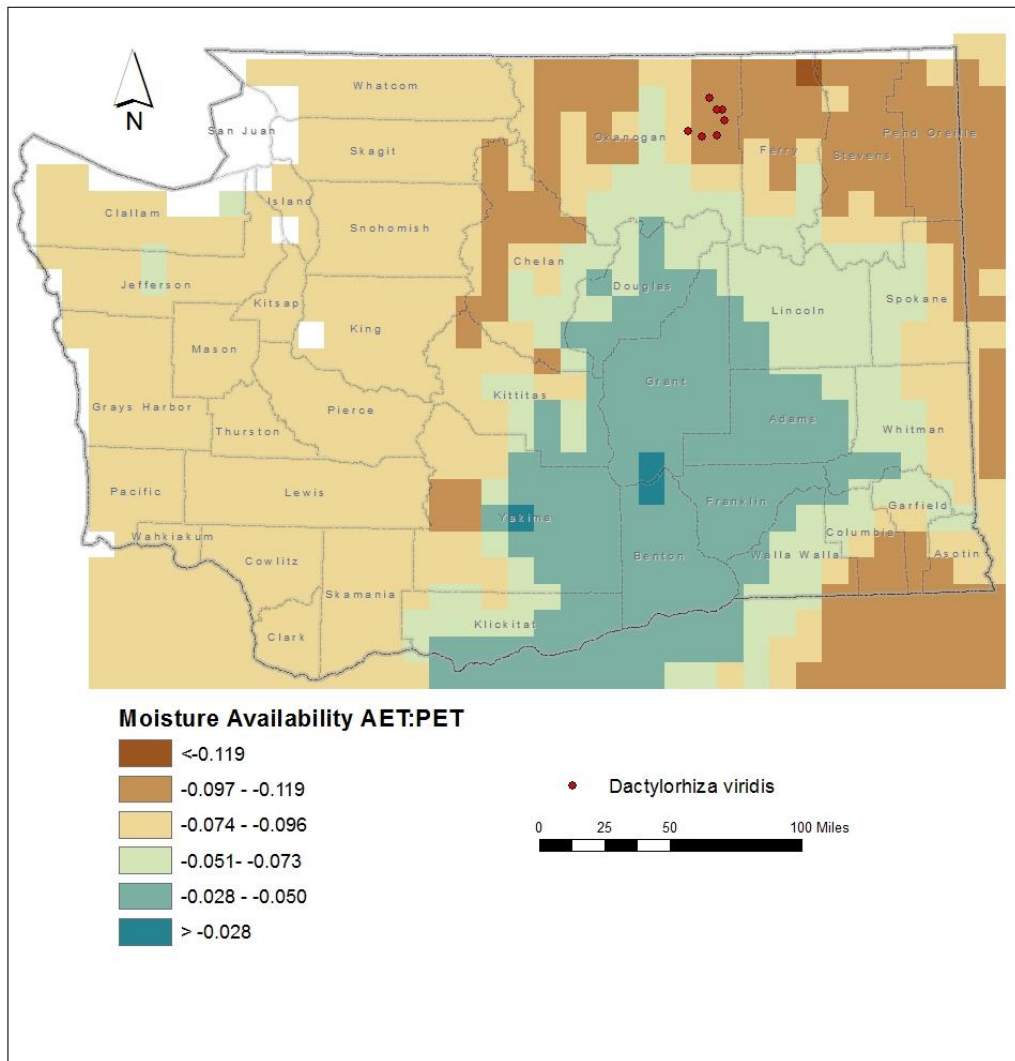 N
Whatcom
San Juan
Okanogan
Pend Oreille
Skagit
Ferry
Stevens
Island
Clallam
Snohomish
Chelan
Jefferson
Douglas
Spokane
Kitsap
Lincoln
King
Mason
Grant
Kittitas
Grays Harbor
Pierce
Adams
Thurston
Whitman
Pacific
Lewis
Franklin
Garfield
Yakima
Columbia
Wahkiakum
Benton
Walla Walla
Asotin
Cowlitz
Skamania
Klickitat
Clark
Moisture Availability AET:PET
<-0.119
-0.097 - -0.119
-0.074 - -0.096
-0.051- -0.073
-0.028 - -0.050
> -0.028
Dactylorhiza viridis
0 25 50 100 Miles